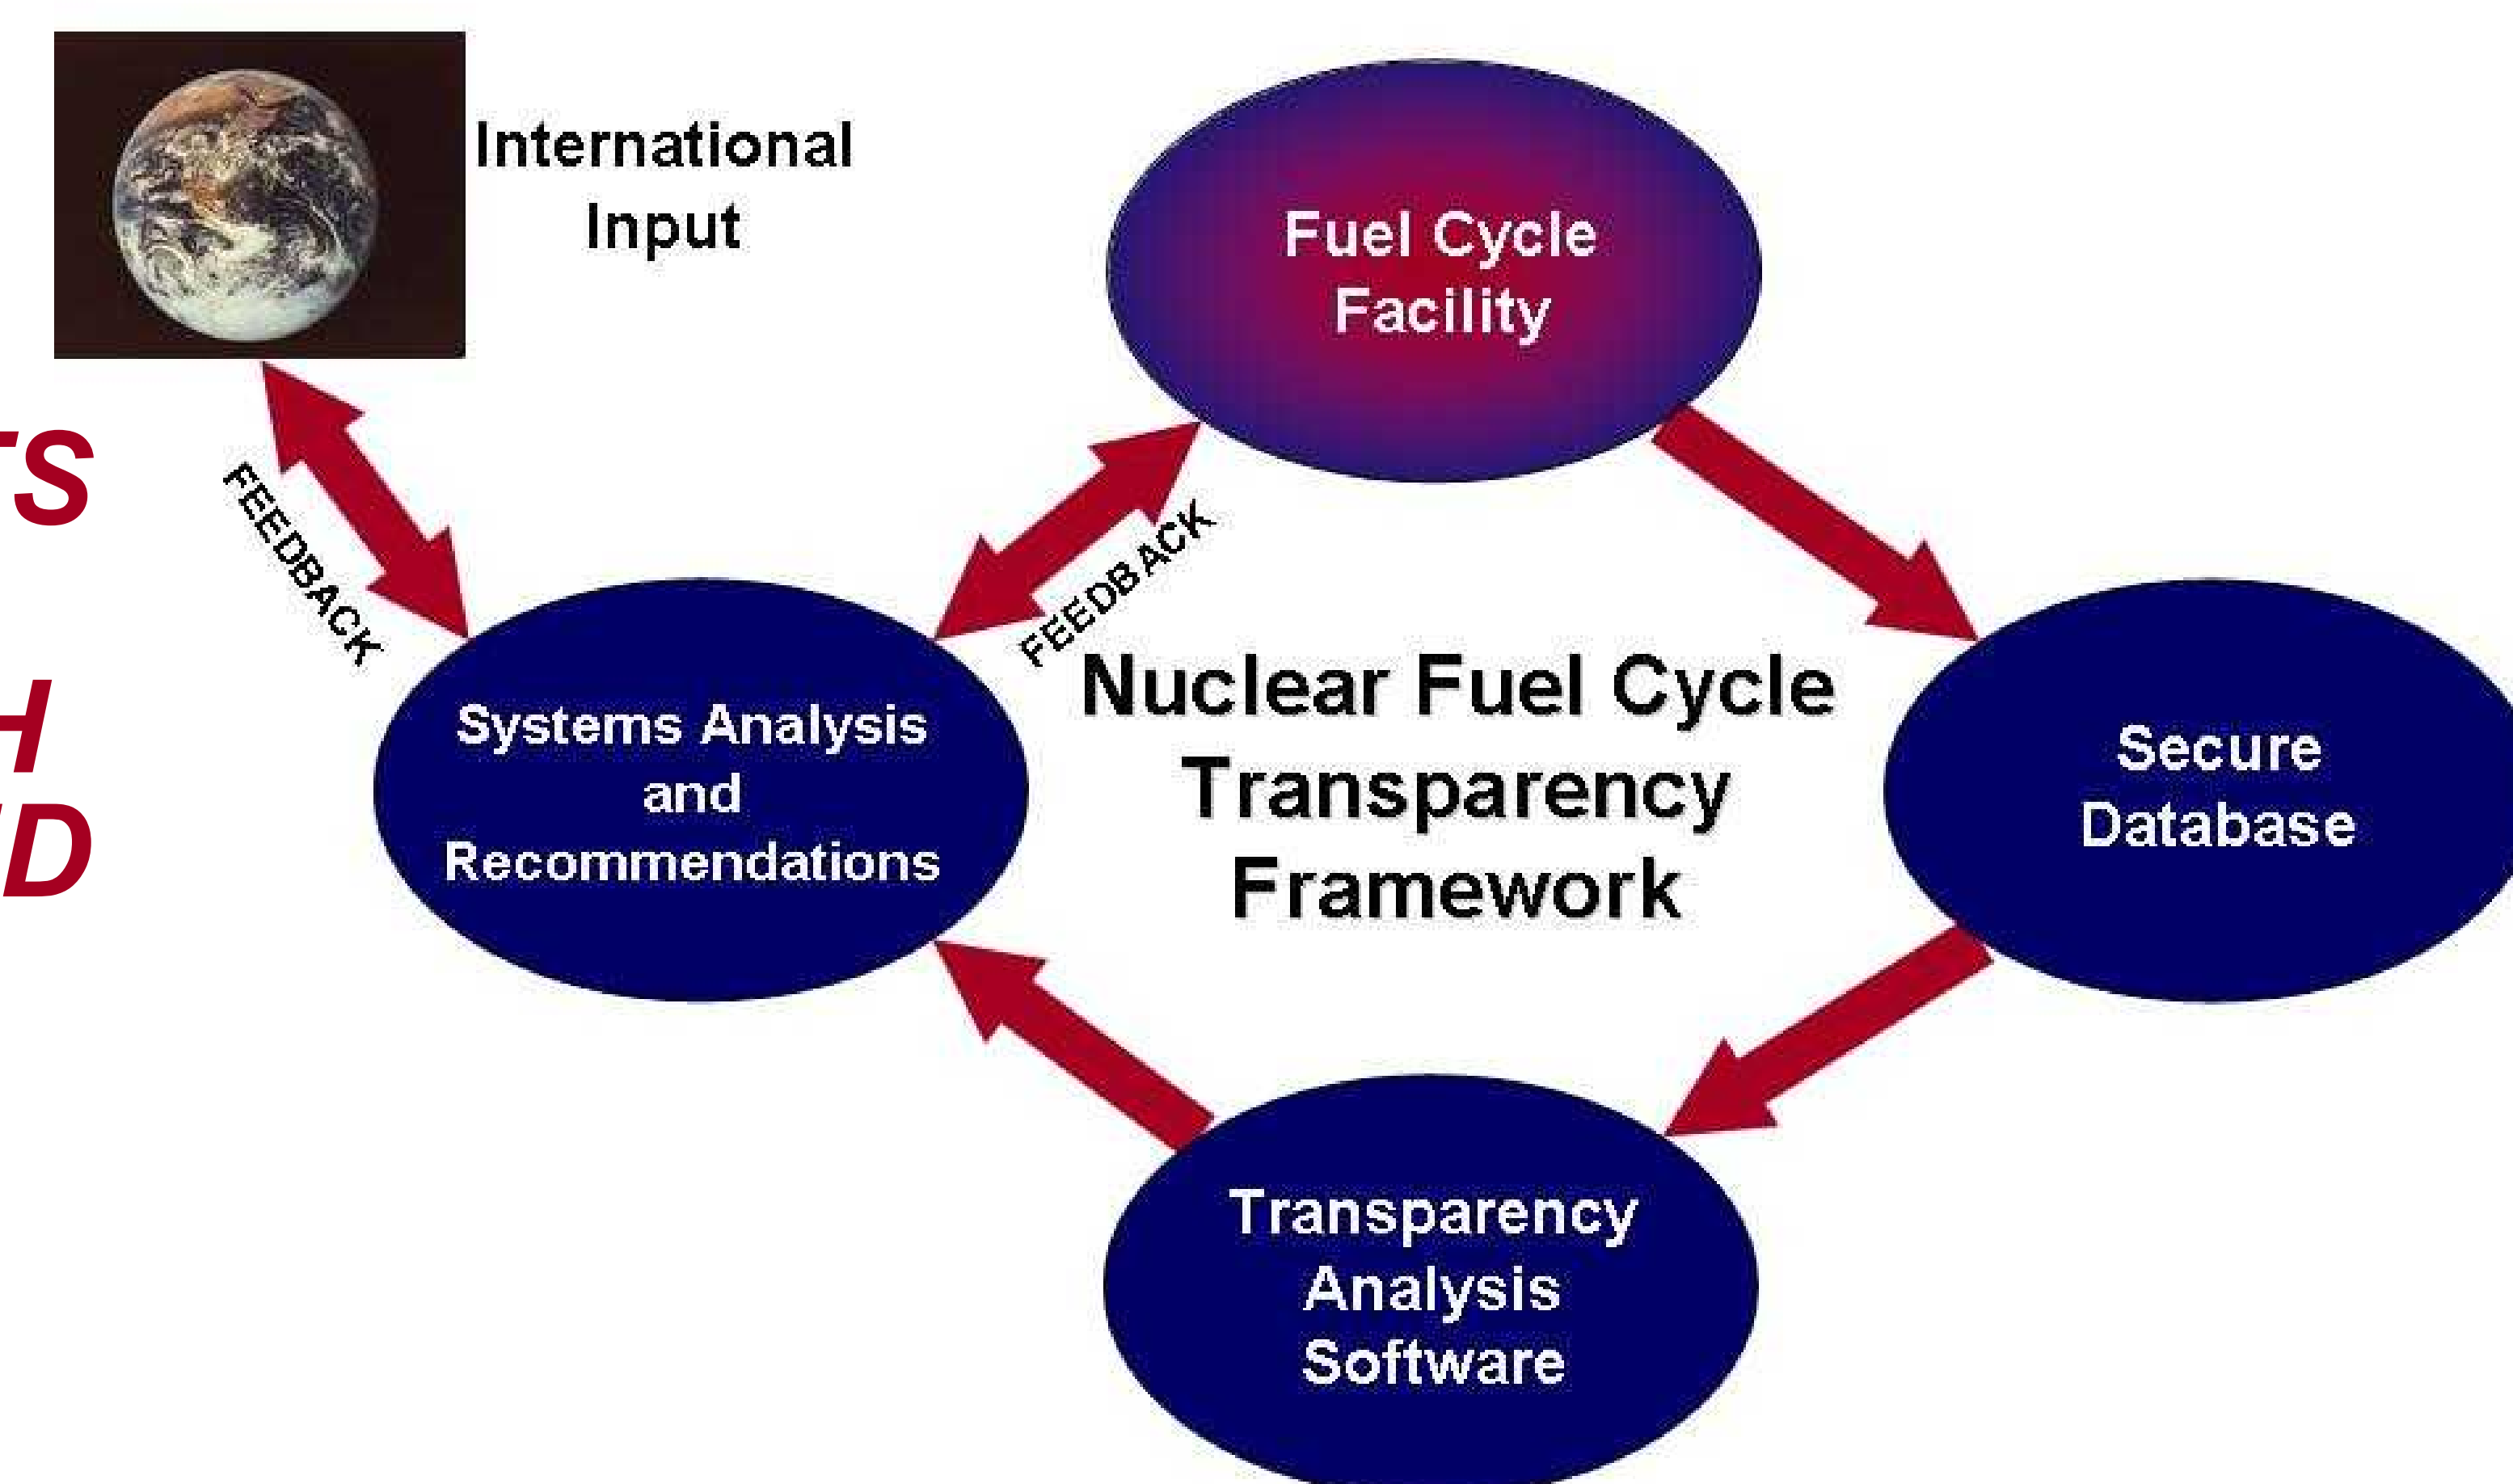 International
Input
Fuel Cycle
Facility
TS
FEEDBACK
FEEDBACK
H
D
Systems Analysis
and
Recommendations
Nuclear Fuel Cycle
Transparency
Framework
Secure
Database
Transparency
Analysis
Software